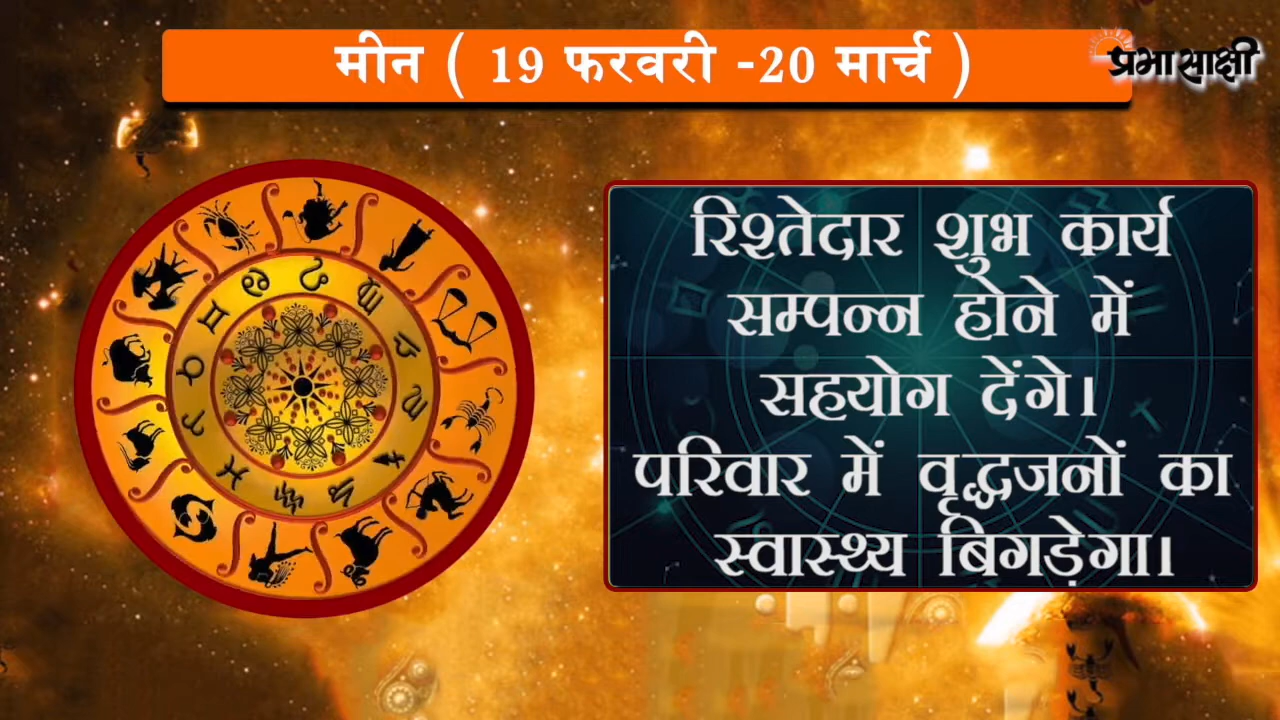 मीन ( 19 फरवरी -20 मार्च )
प्रभासाक्षी
रिश्तेदार शुभ कार्य
सम्पन्न होने में
सहयोग देंगे।
परिवार में वृद्धजनों का
स्वास्थ्य बिगड़ेगा।